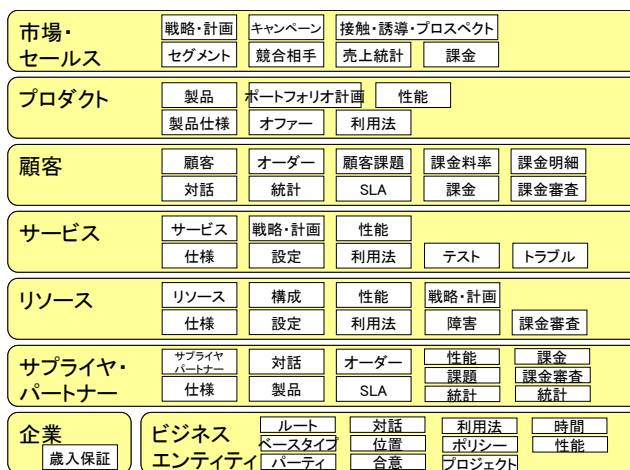 市場・
セールス
戦略・計画 キャンペーン 接触・誘導・プロスペクト
セグメント 競合相手 売上統計 課金
プロダクト
製品 ポートフォリオ計画 性能
製品仕様 オファー 利用法
顧客
顧客 オーダー 顧客課題 課金料率 課金明細
対話 統計 SLA 課金 課金審査
サービス
サービス 戦略・計画 性能
仕様 設定 利用法 テスト トラブル
リソース
リソース 構成 性能 戦略・計画
仕様 設定 利用法 障害 課金審査
サプライヤ・
パートナー
サプライヤ
パートナー
対話 オーダー 性能 課金
課題 課金審査
仕様 製品 SLA 統計 統計
企業
歳入保証
ビジネス
エンティティ
ルート 対話 利用法 時間
ベースタイプ 位置 ポリシー 性能
パーティ 合意 プロジェクト